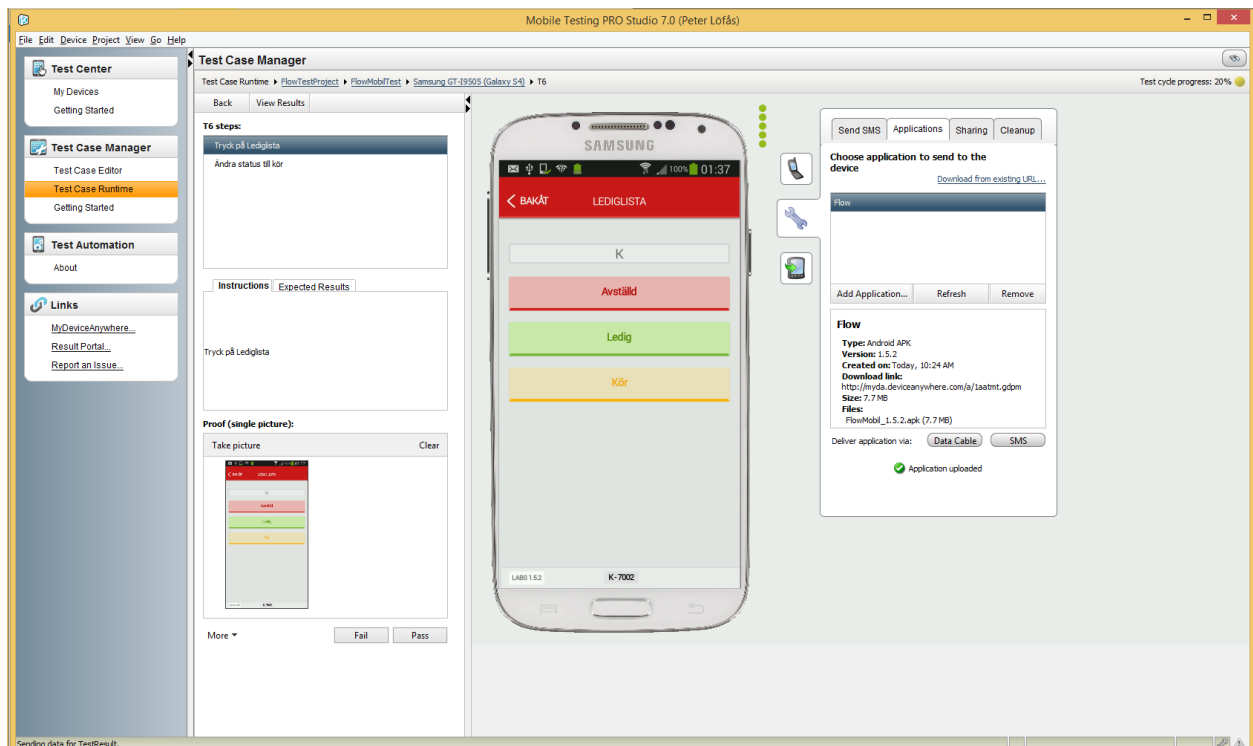 Mobile Testing PRO Studio 7.0 (Peter Löfås)
File Edit Device Project View Go Help
Test Center
My Devices
Getting Started
Test Case Manager
Test Case Editor
Test Case Runtime
Getting Started
Test Automation
About
Links
MyDeviceAnywhere...
Result Portal...
Report an Issue...
Test Case Manager
Test Case Runtime FlowTestProject FlowMobilTest Samsung GT-I9505 (Galaxy S4) T6
Test cycle progress: 20%
Back View Results
T6 steps:
Tryck på Lediglista
Ändra status till kör
Instructions Expected Results
Tryck på Lediglista
Proof (single picture):
Take picture Clear
BAKÅT LEDIGLISTA
K
Avställd
Ledig
Kör
K-7002
More Fail Pass
SAMSUNG
100% 01:37
BAKÅT LEDIGLISTA
K
Avställd
Ledig
Kör
LABS 1.5.2 K-7002
Send SMS Applications Sharing Cleanup
Choose application to send to the
device
Download from existing URL...
Flow
Add Application... Refresh Remove
Flow
Type: Android APK
Version: 1.5.2
Created on: Today, 10:24 AM
Download link:
http://myda.deviceanywhere.com/a/1aatmt.gdpm
Size: 7.7 MB
Files:
FlowMobil_1.5.2.apk (7.7 MB)
Deliver application via: Data Cable SMS
Application uploaded
Sending data for TestResult.